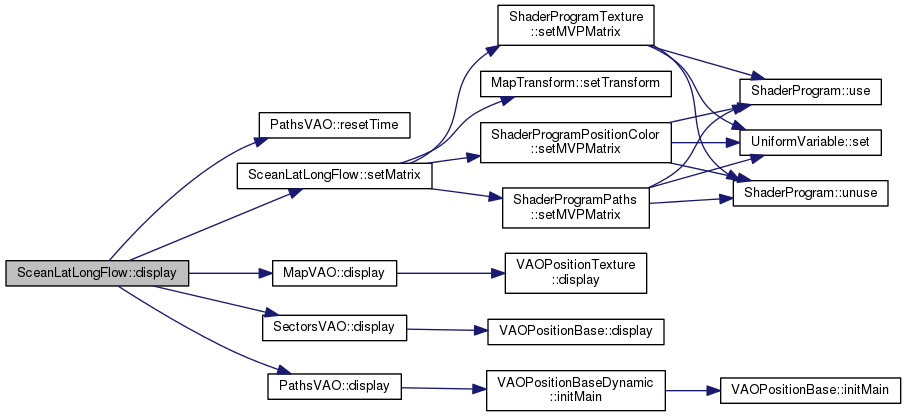 ShaderProgramTexture
::setMVPMatrix
MapTransform::setTransform
ShaderProgram::use
PathsVAO::resetTime
ShaderProgramPositionColor
::setMVPMatrix
UniformVariable::set
SceanLatLongFlow::setMatrix
ShaderProgramPaths
::setMVPMatrix
ShaderProgram::unuse
SceanLatLongFlow::display
MapVAO::display
VAOPositionTexture
::display
SectorsVAO::display
VAOPositionBase::display
PathsVAO::display
VAOPositionBaseDynamic
::initMain
VAOPositionBase::initMain